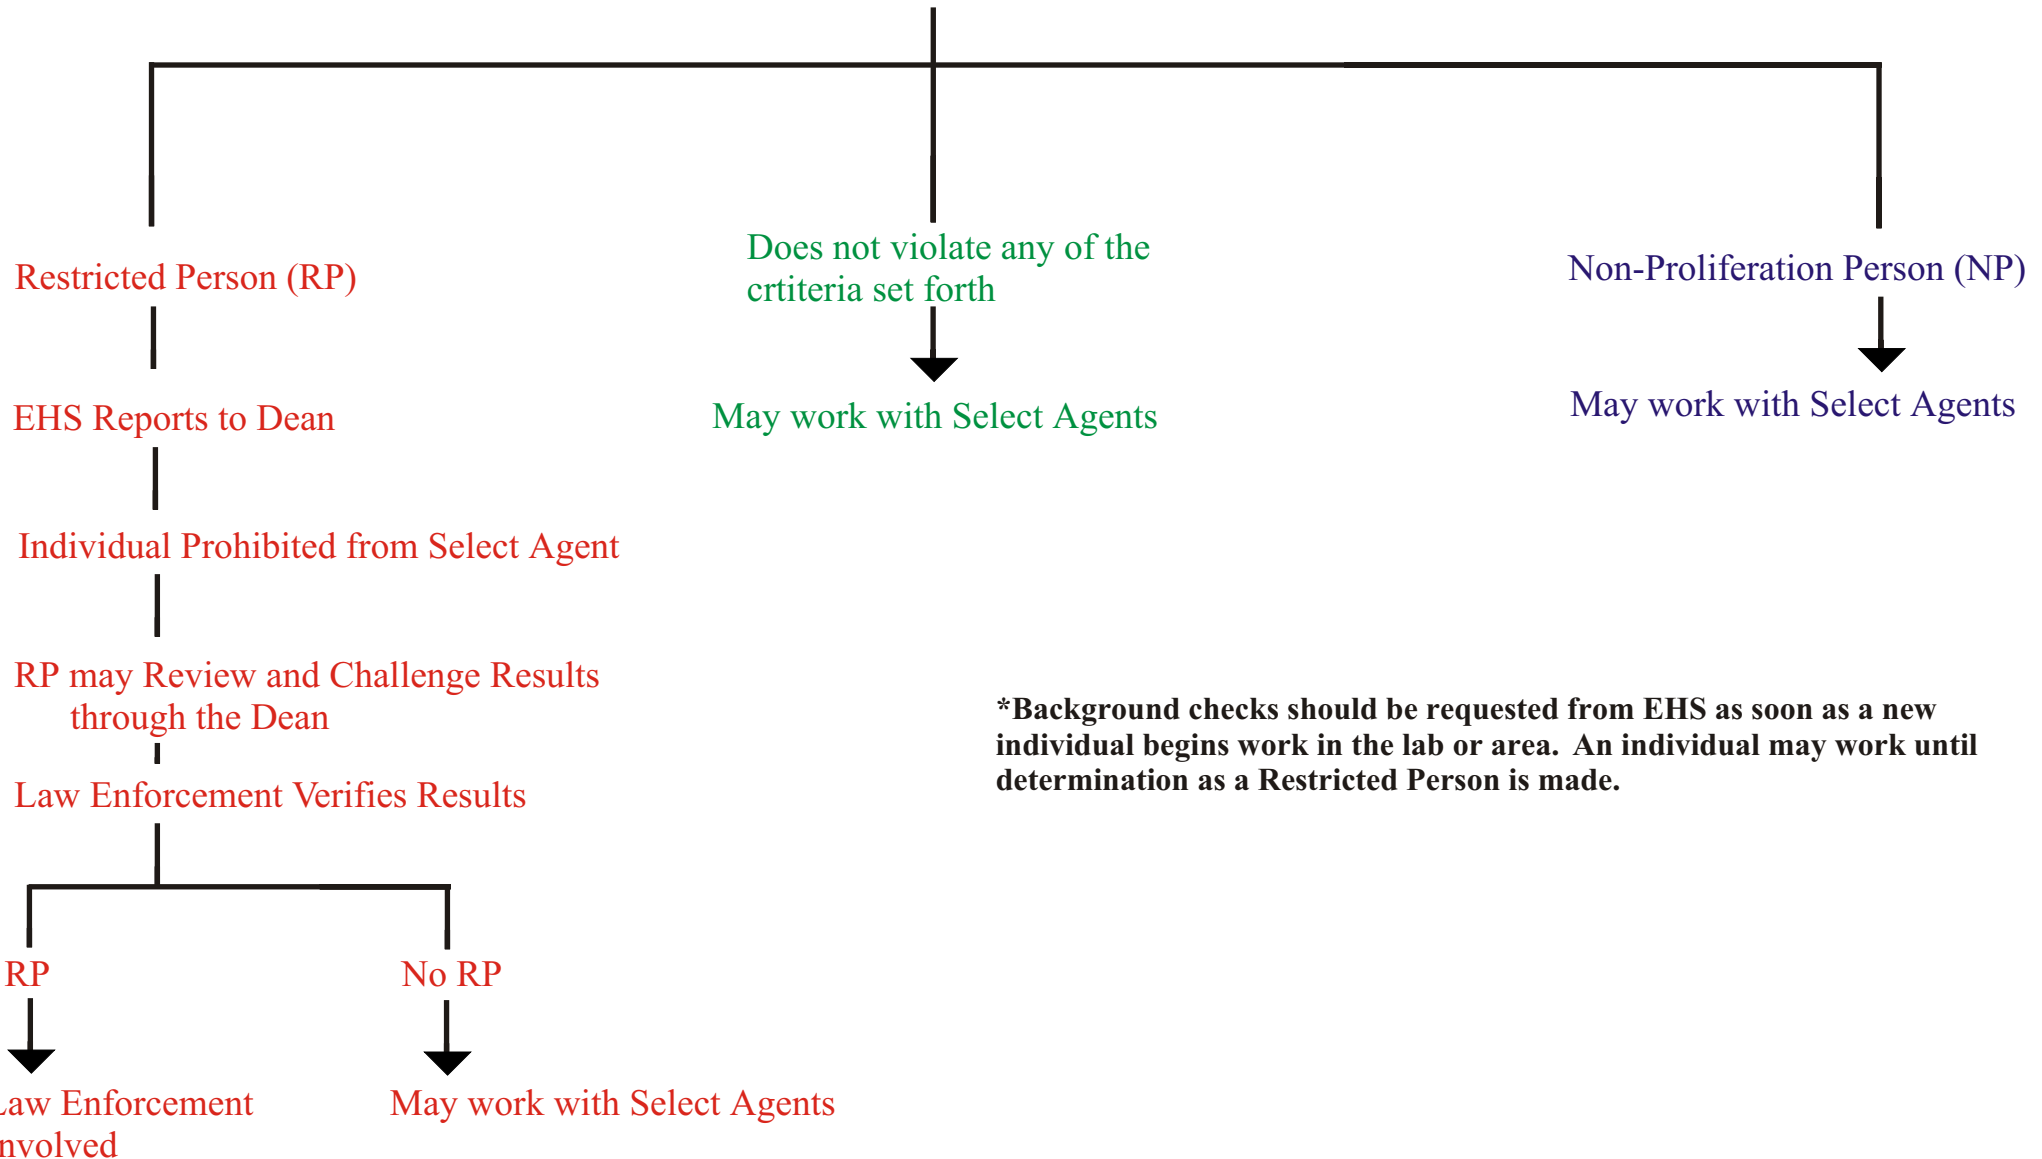 Restricted Person (RP)
EHS Reports to Dean
Individual Prohibited from Select Agent
RP may Review and Challenge Results
through the Dean
Law Enforcement Verifies Results
RP
No RP
Law Enforcement
involved
May work with Select Agents
Does not violate any of the
crtiteria set forth
May work with Select Agents
Non-Proliferation Person (NP)
May work with Select Agents
*Background checks should be requested from EHS as soon as a new
individual begins work in the lab or area.  An individual may work until
determination as a Restricted Person is made.